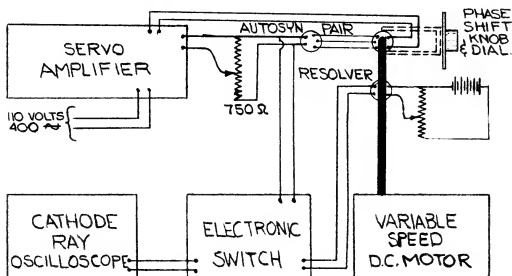 SERVO
AMPLIFIER
AUTOSYN PAIR
PHASE
SHIFT
KNOB
& DIAL.
RESOLVER
750 Ω
110 VOLTS
400 ~
CATHODE
RAY
OSCILLOSCOPE
ELECTRONIC
SWITCH
VARIABLE
SPEED
D.C. MOTOR